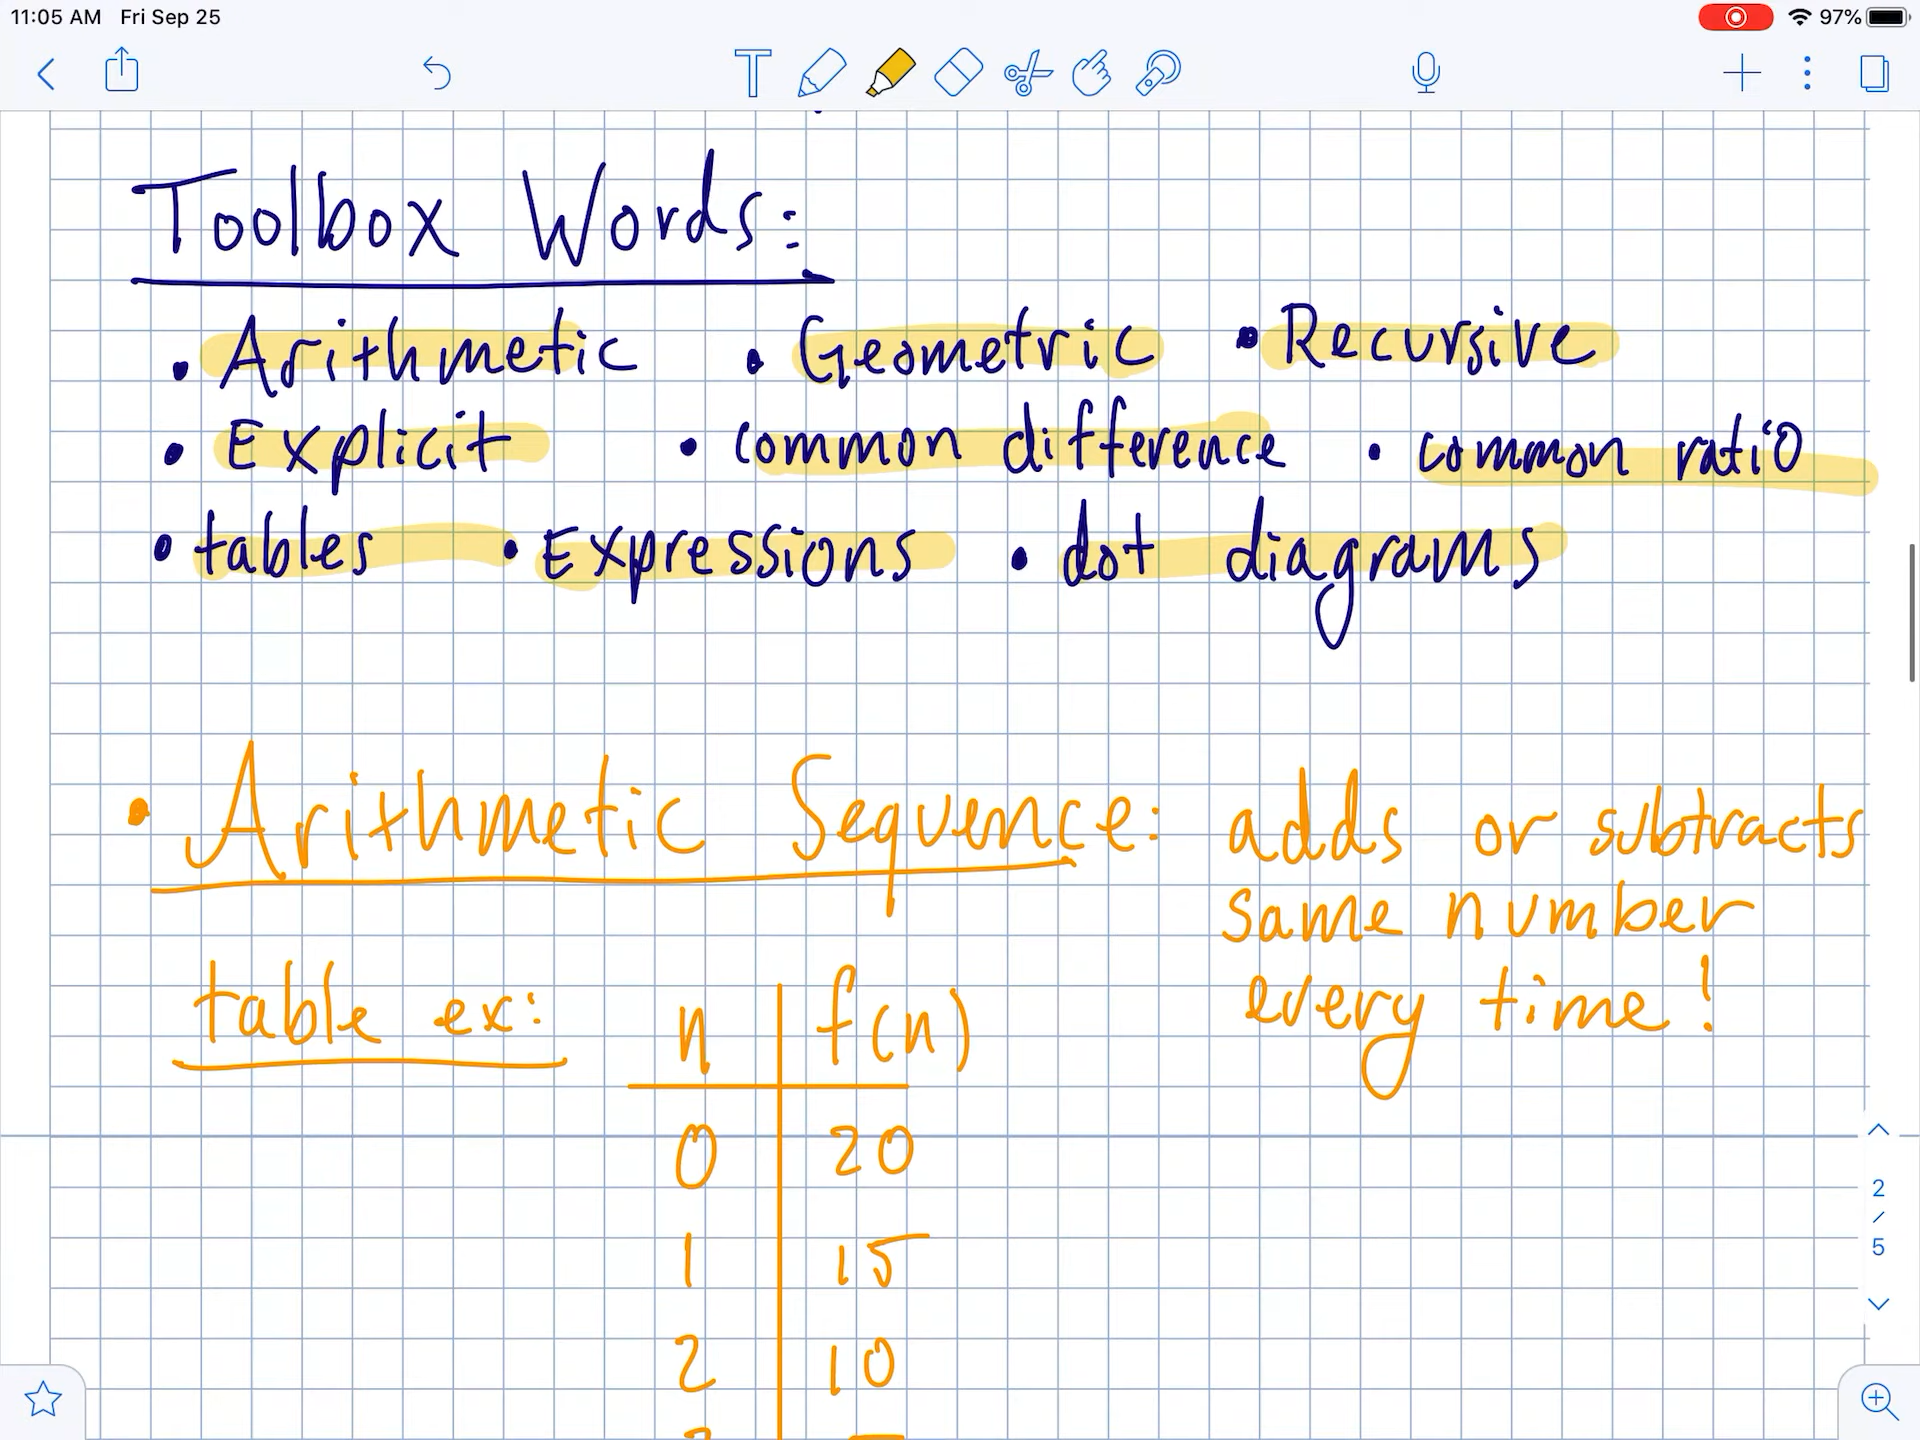 11:05 AM Fri Sep 25 97%
Toolbox Words:
• Arithmetic • Geometric • Recursive
• Explicit • common difference • common ratio
• tables • Expressions • dot diagrams
• Arithmetic Sequence: adds or subtracts
same number
every time!
table ex: n f(n)
0 20
1 15
2 10
2 / 5